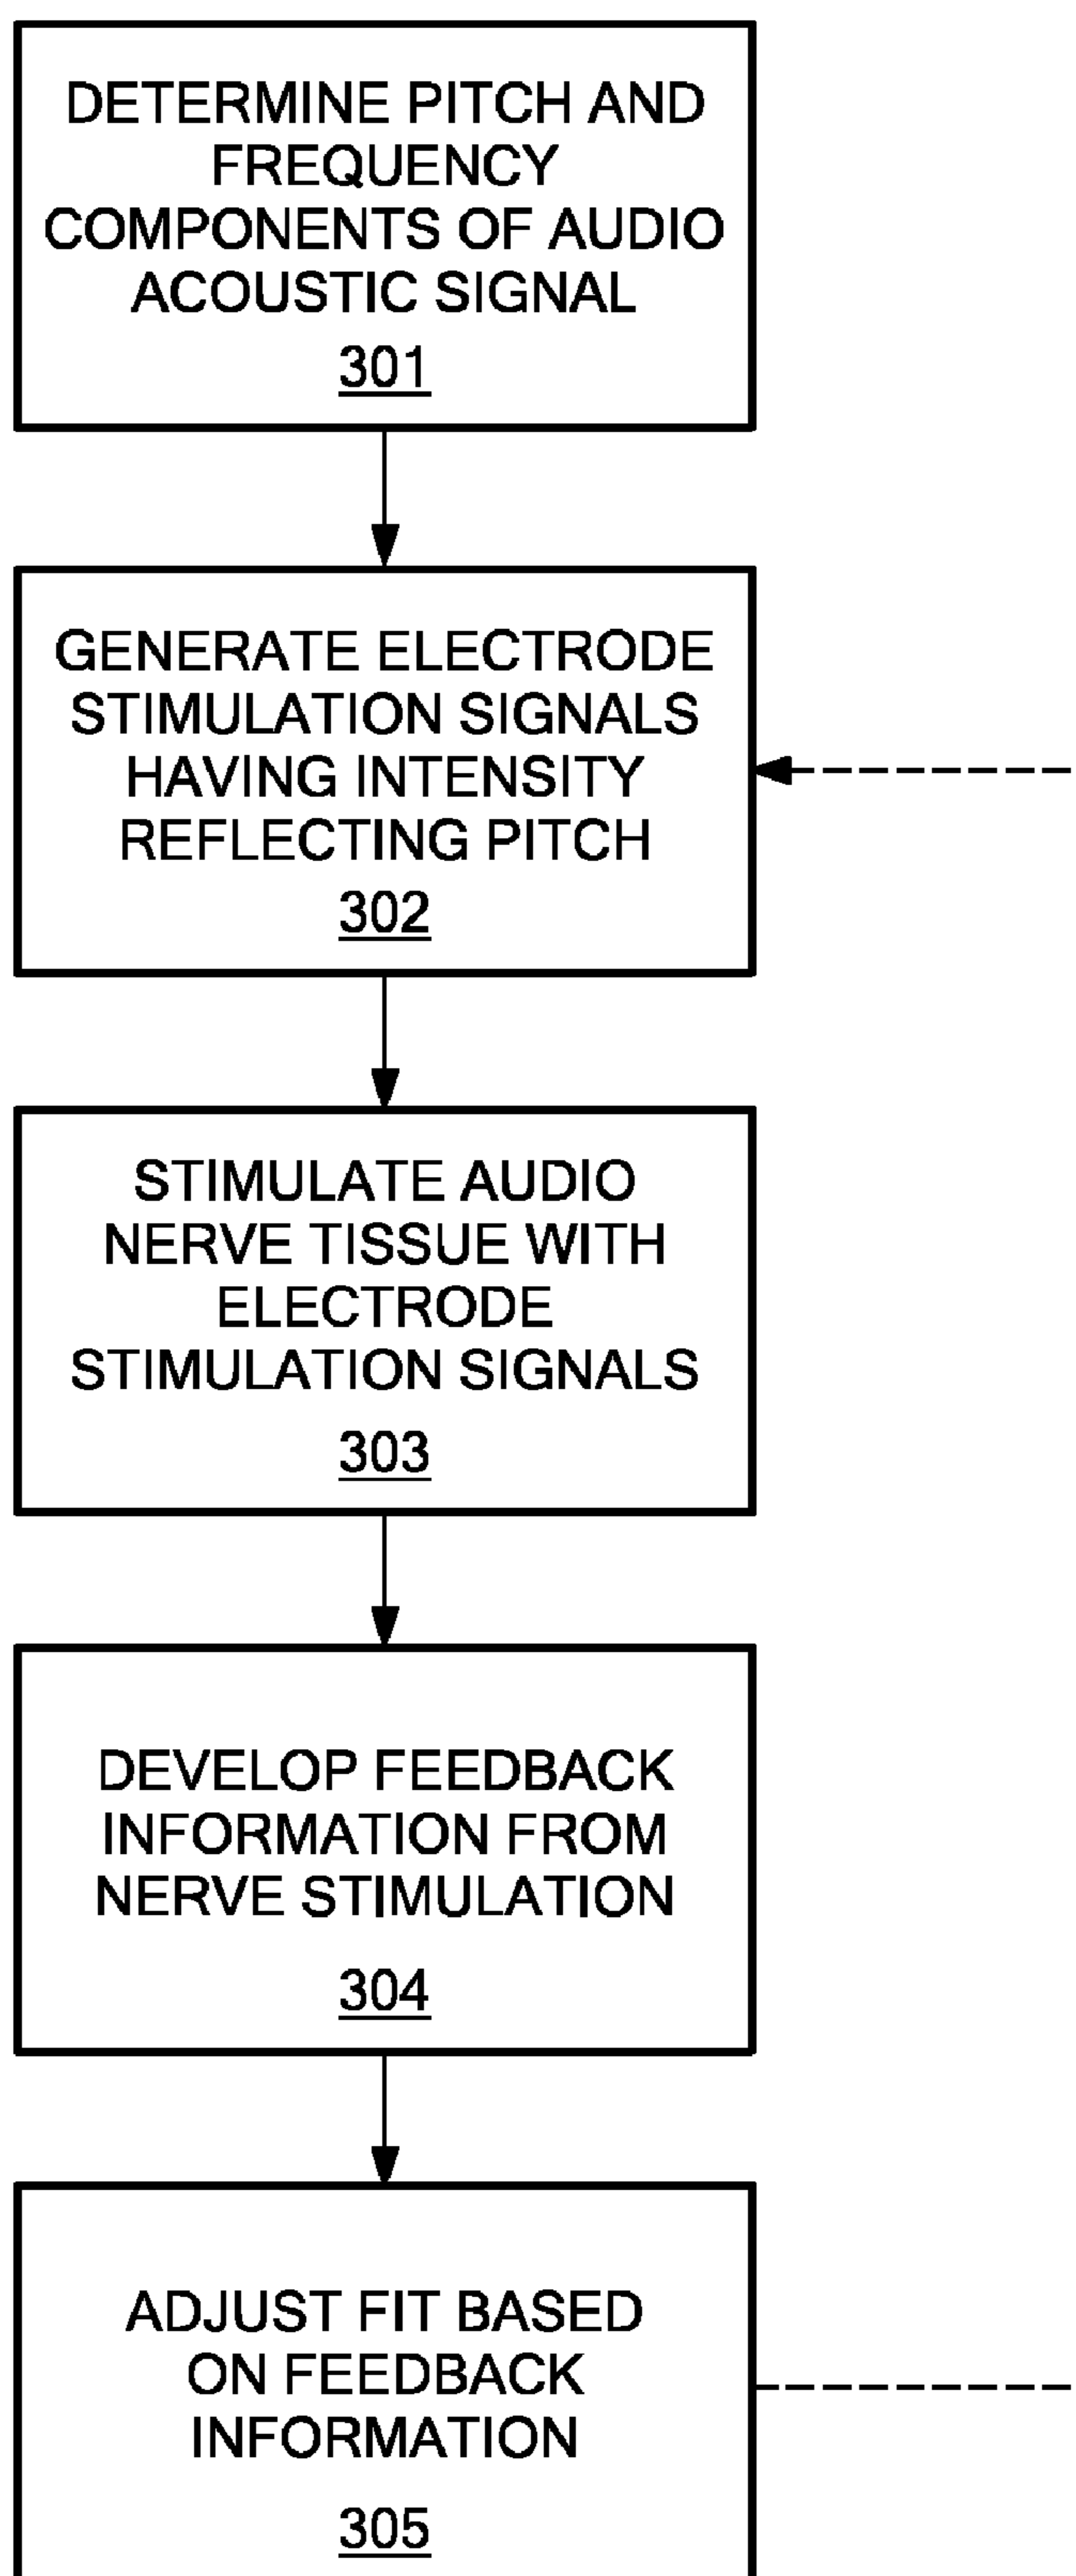 DETERMINE PITCH AND
FREQUENCY
COMPONENTS OF AUDIO
ACOUSTIC SIGNAL
301
GENERATE ELECTRODE
STIMULATION SIGNALS
HAVING INTENSITY
REFLECTING PITCH
302
STIMULATE AUDIO
NERVE TISSUE WITH
ELECTRODE
STIMULATION SIGNALS
303
DEVELOP FEEDBACK
INFORMATION FROM
NERVE STIMULATION
304
ADJUST FIT BASED
ON FEEDBACK
INFORMATION
305